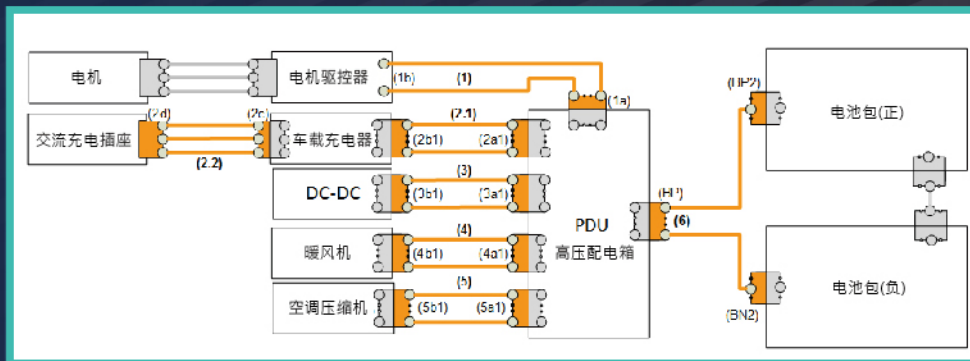 电机
电机驱控器
(1b)
(1)
(1a)
(2d)
(2c)
交流充电插座
(2.2)
车载充电器
(2.1)
(2b1)
(2a1)
DC-DC
(3)
(3b1)
(3a1)
暖风机
(4)
(4b1)
(4a1)
空调压缩机
(5)
(5b1)
(5a1)
PDU
高压配电箱
(6)
电池包(正)
(BN2)
电池包(负)